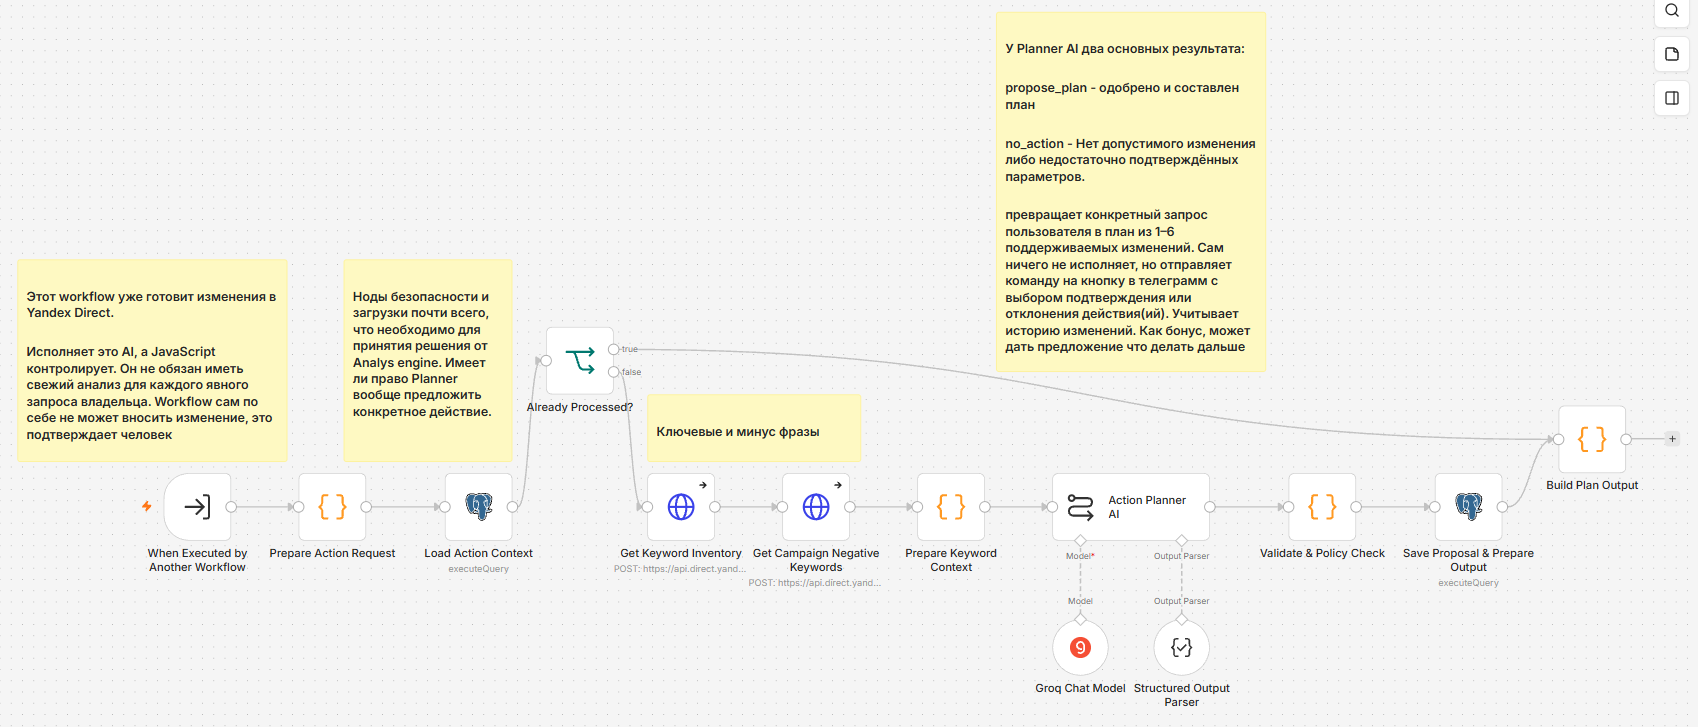 У Planner AI два основных результата:
propose_plan - одобрено и составлен
план
no_action - Нет допустимого изменения
либо недостаточно подтверждённых
параметров.
превращает конкретный запрос
пользователя в план из 1–6
поддерживаемых изменений. Сам
ничего не исполняет, но отправляет
команду на кнопку в телеграмм с
выбором подтверждения или
отклонения действия(ий). Учитывает
историю изменений. Как бонус, может
дать предложение что делать дальше
Этот workflow уже готовит изменения в
Yandex Direct.
Исполняет это AI, а JavaScript
контролирует. Он не обязан иметь
свежий анализ для каждого явного
запроса владельца. Workflow сам по
себе не может вносить изменение, это
подтверждает человек
Ноды безопасности и
загрузки почти всего,
что необходимо для
принятия решения от
Analys engine. Имеет
ли право Planner
вообще предложить
конкретное действие.
true
false
Already Processed?
Ключевые и минус фразы
Build Plan Output
When Executed by
Another Workflow
Prepare Action Request
Load Action Context
executeQuery
Get Keyword Inventory
POST: https://api.direct.yand...
Get Campaign Negative
Keywords
POST: https://api.direct.yand...
Prepare Keyword
Context
Action Planner
AI
Model*
Output Parser
Validate & Policy Check
Save Proposal & Prepare
Output
executeQuery
Model
Output Parser
Groq Chat Model
Structured Output
Parser